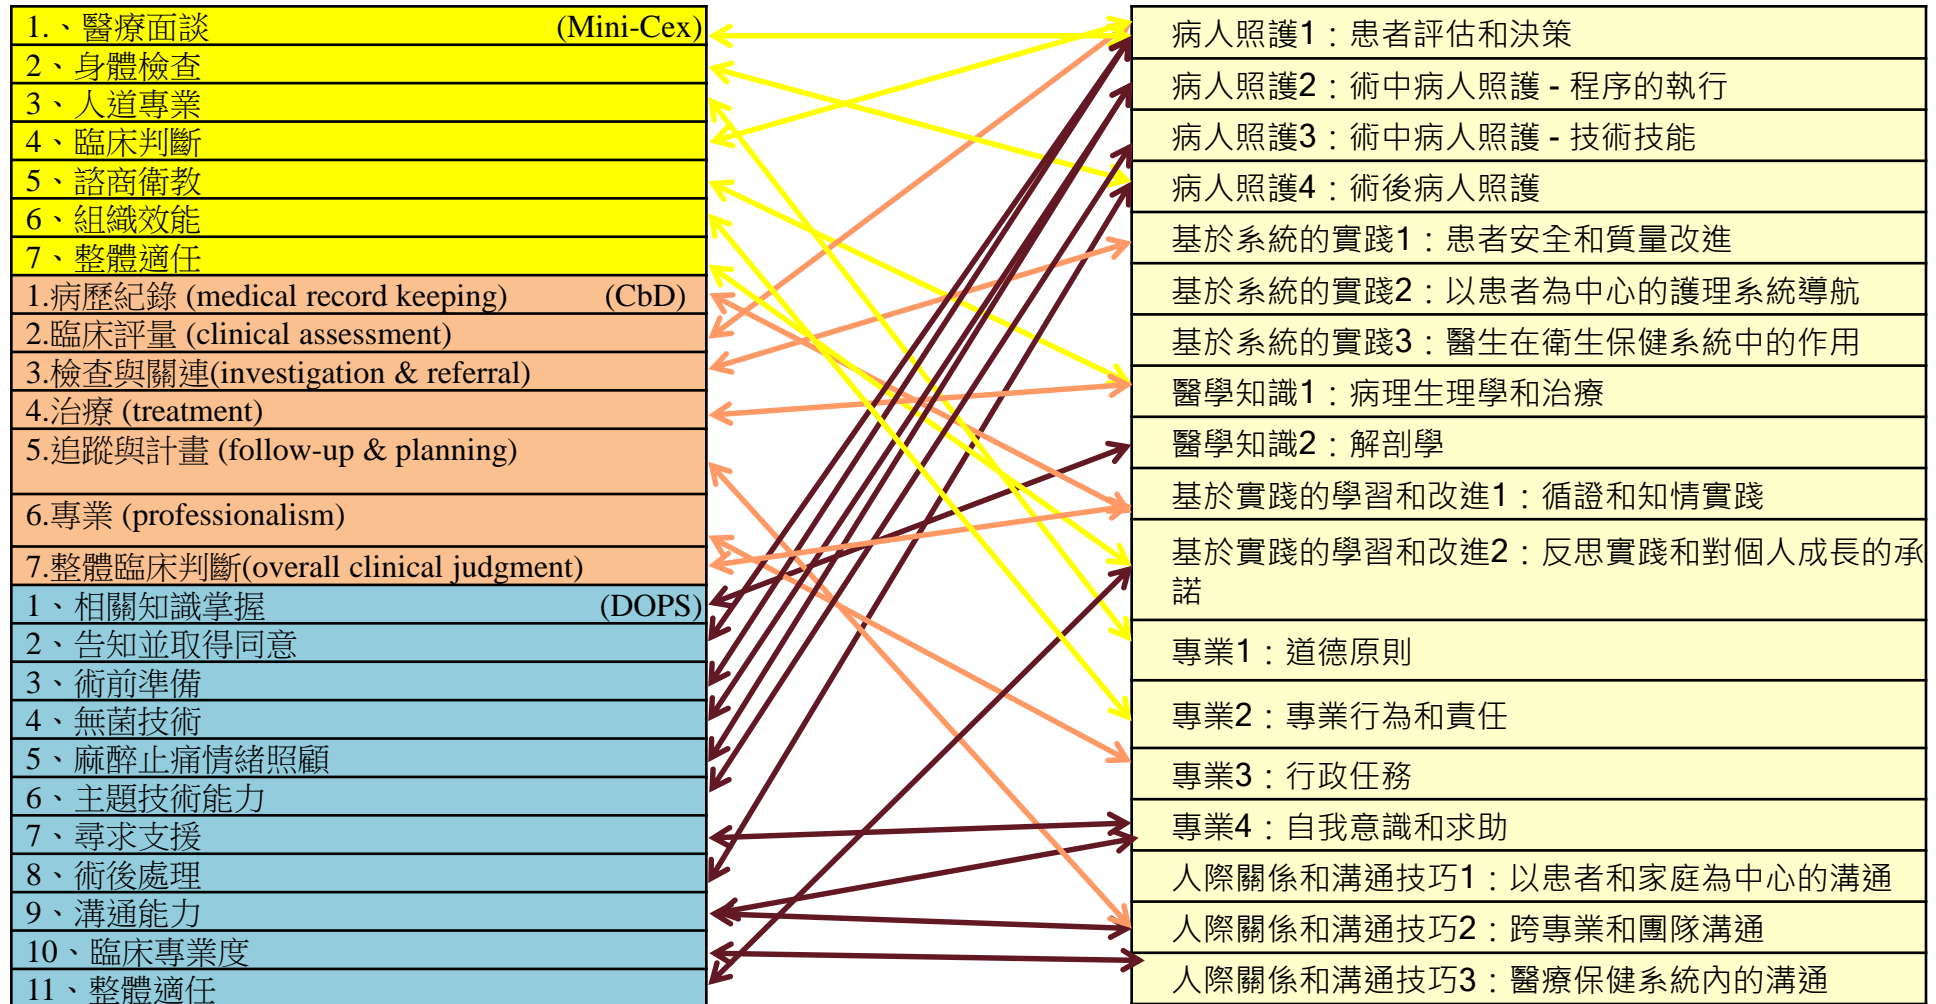 1.、醫療面談 (Mini-Cex)
2、身體檢查
3、人道專業
4、臨床判斷
5、諮商衛教
6、組織效能
7、整體適任
1.病歷紀錄 (medical record keeping) (CbD)
2.臨床評量 (clinical assessment)
3.檢查與關連(investigation & referral)
4.治療 (treatment)
5.追蹤與計畫 (follow-up & planning)
6.專業 (professionalism)
7.整體臨床判斷(overall clinical judgment)
1、相關知識掌握 (DOPS)
2、告知並取得同意
3、術前準備
4、無菌技術
5、麻醉止痛情緒照顧
6、主題技術能力
7、尋求支援
8、術後處理
9、溝通能力
10、臨床專業度
11、整體適任
病人照護1：患者評估和決策
病人照護2：術中病人照護 - 程序的執行
病人照護3：術中病人照護 - 技術技能
病人照護4：術後病人照護
基於系統的實踐1：患者安全和質量改進
基於系統的實踐2：以患者為中心的護理系統導航
基於系統的實踐3：醫生在衛生保健系統中的作用
醫學知識1：病理生理學和治療
醫學知識2：解剖學
基於實踐的學習和改進1：循證和知情實踐
基於實踐的學習和改進2：反思實踐和對個人成長的承
諾
專業1：道德原則
專業2：專業行為和責任
專業3：行政任務
專業4：自我意識和求助
人際關係和溝通技巧1：以患者和家庭為中心的溝通
人際關係和溝通技巧2：跨專業和團隊溝通
人際關係和溝通技巧3：醫療保健系統內的溝通